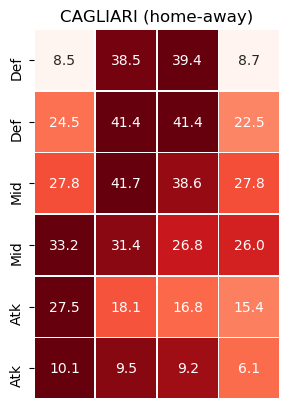 CAGLIARI (home-away)
Def 8.5 38.5 39.4 8.7
Def 24.5 41.4 41.4 22.5
Mid 27.8 41.7 38.6 27.8
Mid 33.2 31.4 26.8 26.0
Atk 27.5 18.1 16.8 15.4
Atk 10.1 9.5 9.2 6.1